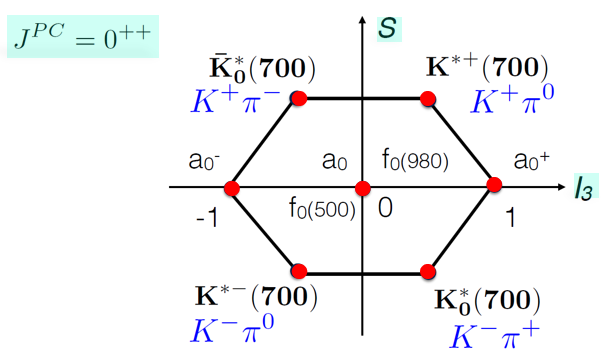 J^{PC} = 0^{++}
S
K̄₀*(700) K*⁺(700)
K⁺π⁻ K⁺π⁰
a₀- a₀ f₀(980) a₀+
I₃
-1 f₀(500) 0 1
K*⁻(700) K₀*(700)
K⁻π⁰ K⁻π⁺